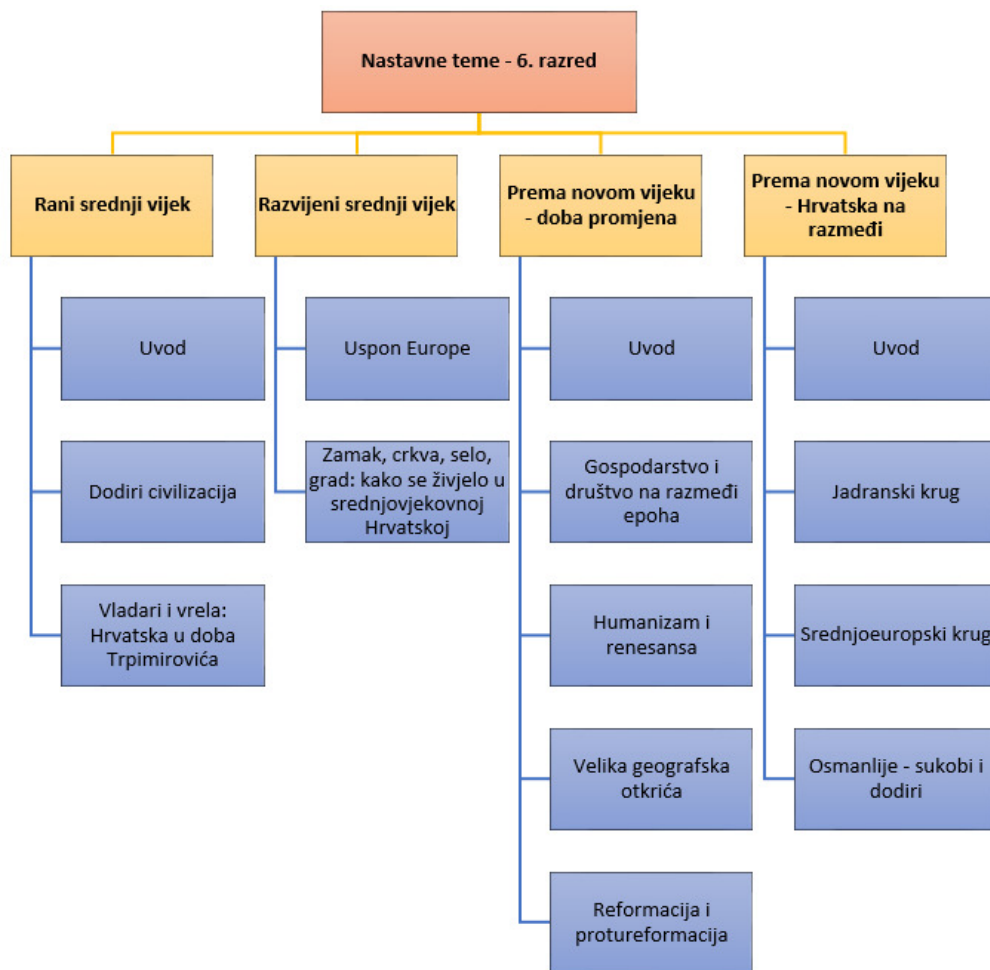 Nastavne teme - 6. razred
Rani srednji vijek
Uvod
Dodiri civilizacija
Vladari i vrela:
Hrvatska u doba
Trpimirovića
Razvijeni srednji vijek
Uspon Europe
Zamak, crkva, selo,
grad: kako se živjelo u
srednjovjekovnoj
Hrvatskoj
Prema novom vijeku
- doba promjena
Uvod
Gospodarstvo i
društvo na razmeđi
epoha
Humanizam i
renesansa
Velika geografska
otkrića
Reformacija i
protureformacija
Prema novom vijeku
- Hrvatska na
razmeđi
Uvod
Jadranski krug
Srednjoeuropski krug
Osmanlije - sukobi i
dodiri